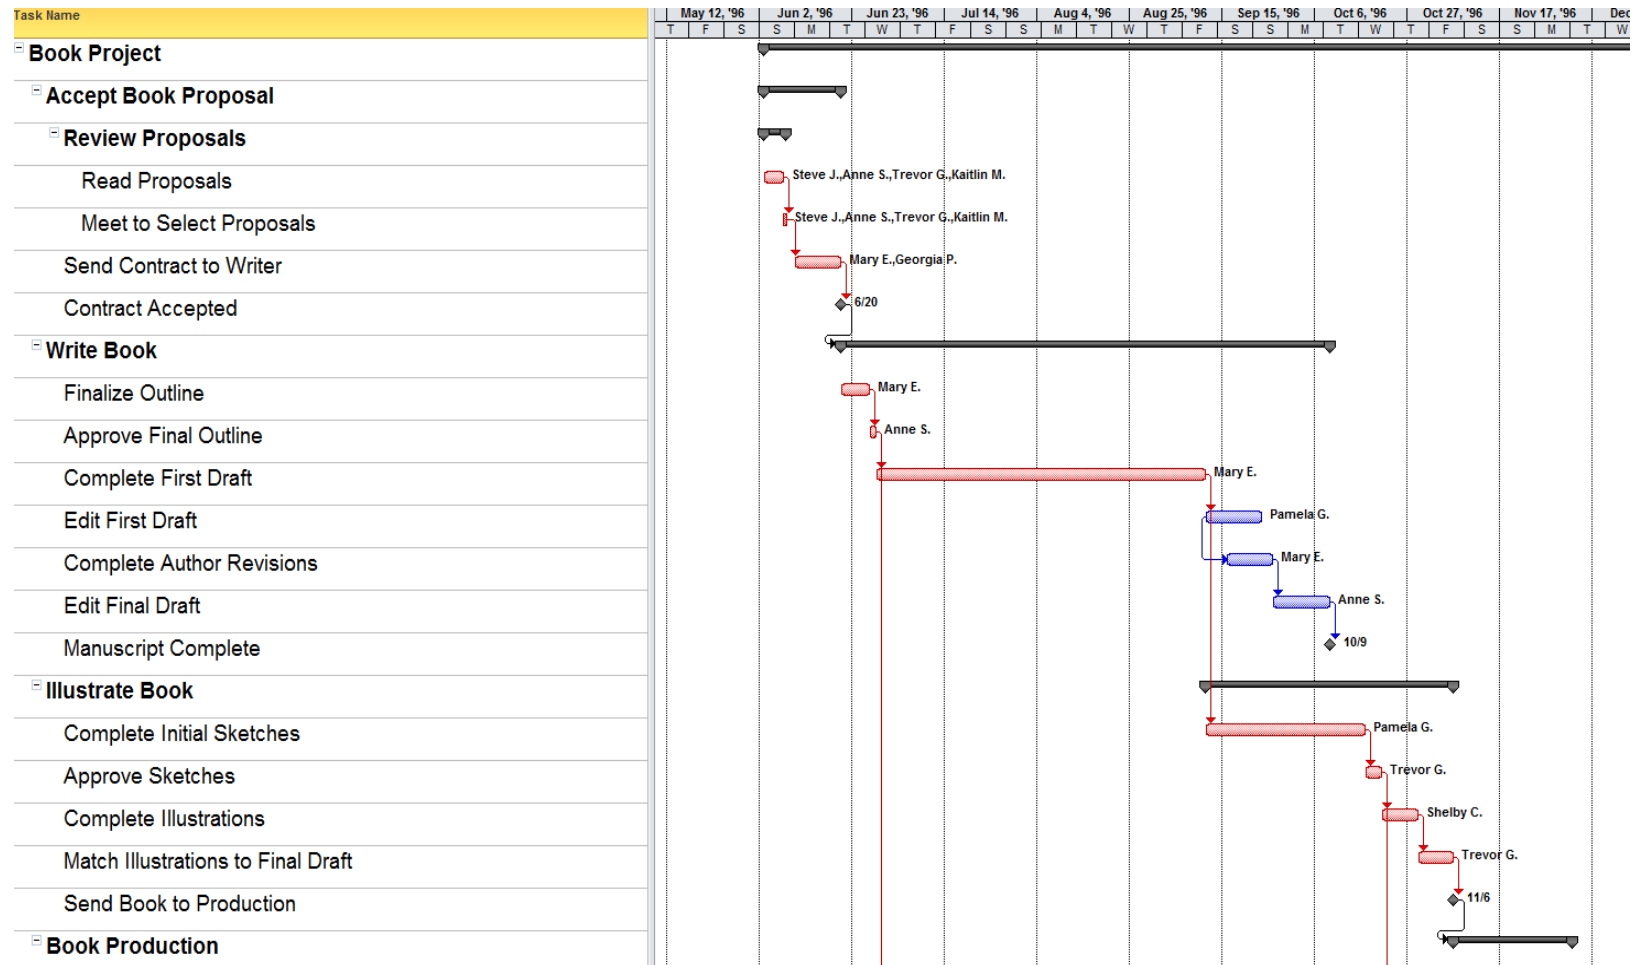 Task Name
May 12, '96 Jun 2, '96 Jun 23, '96 Jul 14, '96 Aug 4, '96 Aug 25, '96 Sep 15, '96 Oct 6, '96 Oct 27, '96 Nov 17, '96 Dec
T F S S M T W T F S S M T W T F S S M T W T F S S M T W
Book Project
Accept Book Proposal
Review Proposals
Read Proposals Steve J.,Anne S.,Trevor G.,Kaitlin M.
Meet to Select Proposals Steve J.,Anne S.,Trevor G.,Kaitlin M.
Send Contract to Writer Mary E.,Georgia P.
Contract Accepted 6/20
Write Book
Finalize Outline Mary E.
Approve Final Outline Anne S.
Complete First Draft Mary E.
Edit First Draft Pamela G.
Complete Author Revisions Mary E.
Edit Final Draft Anne S.
Manuscript Complete 10/9
Illustrate Book
Complete Initial Sketches Pamela G.
Approve Sketches Trevor G.
Complete Illustrations Shelby C.
Match Illustrations to Final Draft Trevor G.
Send Book to Production 11/6
Book Production